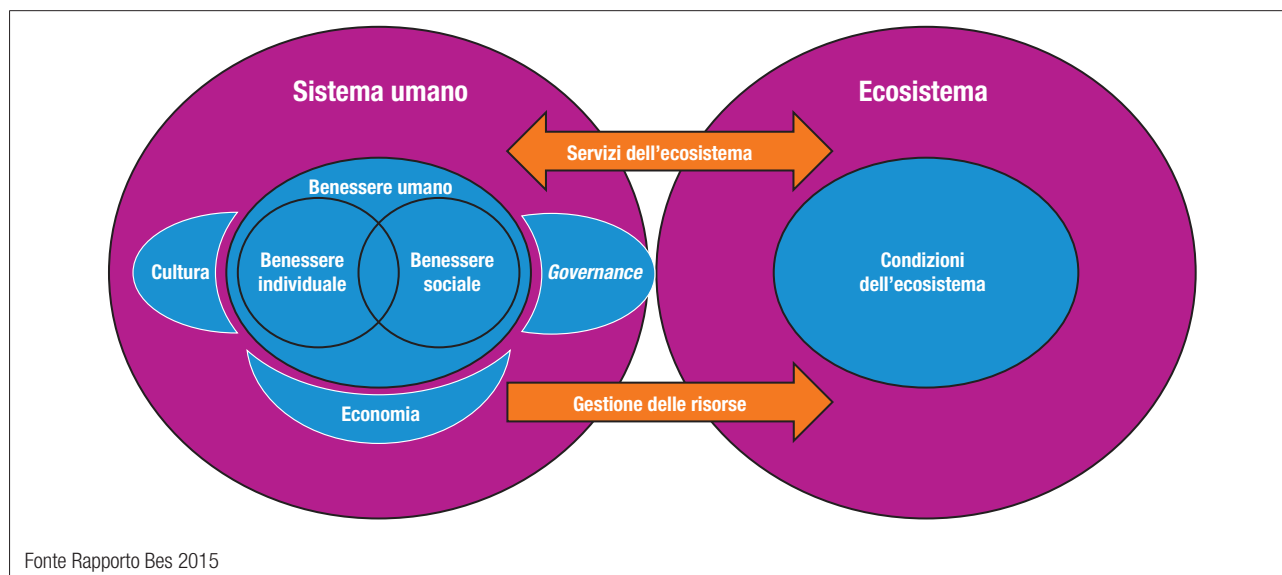 Sistema umano
Ecosistema
Servizi dell'ecosistema
Benessere umano
Cultura
Benessere
individuale
Benessere
sociale
Governance
Condizioni
dell'ecosistema
Economia
Gestione delle risorse
Fonte Rapporto Bes 2015